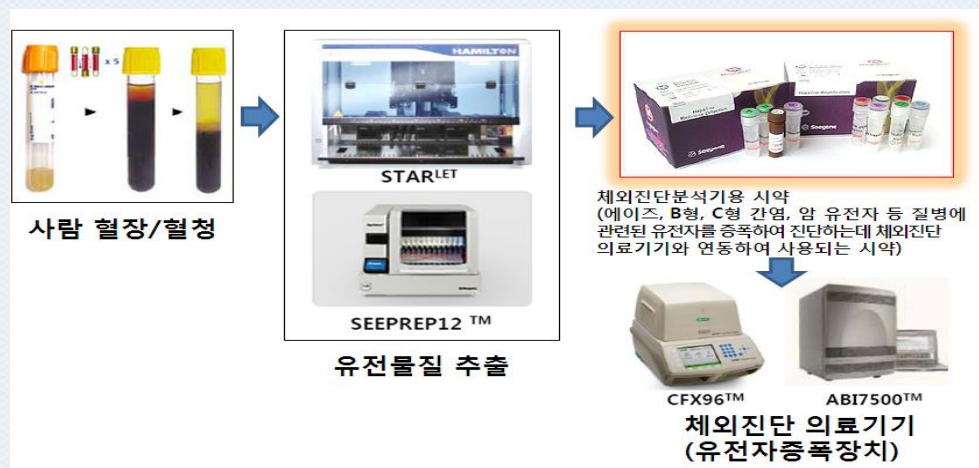 x 5
사람 혈장/혈청
HAMILTON
STARLET
SEEPREP12 ™
유전물질 추출
Seegene
체외진단분석기용 시약
(에이즈, B형, C형 간염, 암 유전자 등 질병에
관련된 유전자를 증폭하여 진단하는데 체외진단
의료기기와 연동하여 사용되는 시약)
CFX96™
ABI7500™
체외진단 의료기기
(유전자증폭장치)